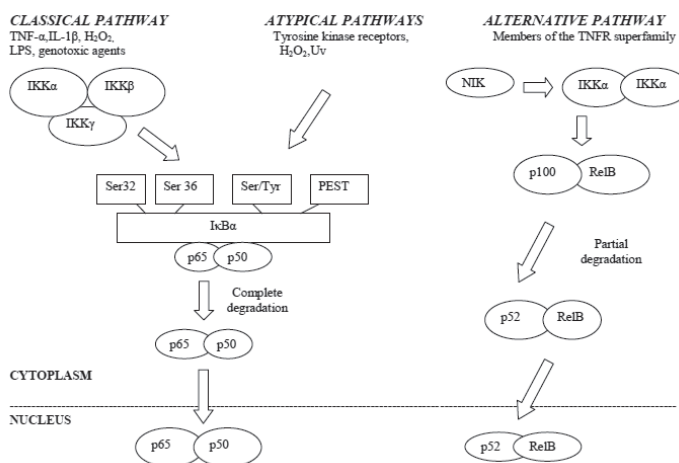 CLASSICAL PATHWAY
TNF-α,IL-1β, H₂O₂,
LPS, genotoxic agents
IKKα
IKKβ
IKKγ
ATYPICAL PATHWAYS
Tyrosine kinase receptors,
H₂O₂,Uv
ALTERNATIVE PATHWAY
Members of the TNFR superfamily
NIK
IKKα
IKKα
p100
RelB
Ser32
Ser 36
Ser/Tyr
PEST
IκBα
p65
p50
Complete
degradation
Partial
degradation
p65
p50
p52
RelB
CYTOPLASM
NUCLEUS
p65
p50
p52
RelB